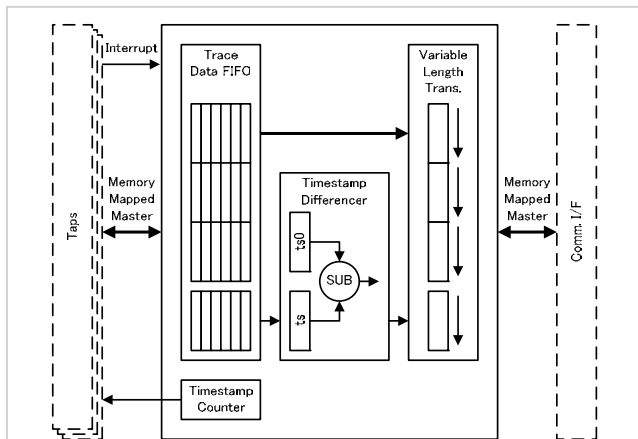 Interrupt
Trace
Data FIFO
Variable
Length
Trans.
Memory
Mapped
Master
Taps
Timestamp
Differencer
ts0
SUB
ts
Memory
Mapped
Master
Comm. I/F
Timestamp
Counter